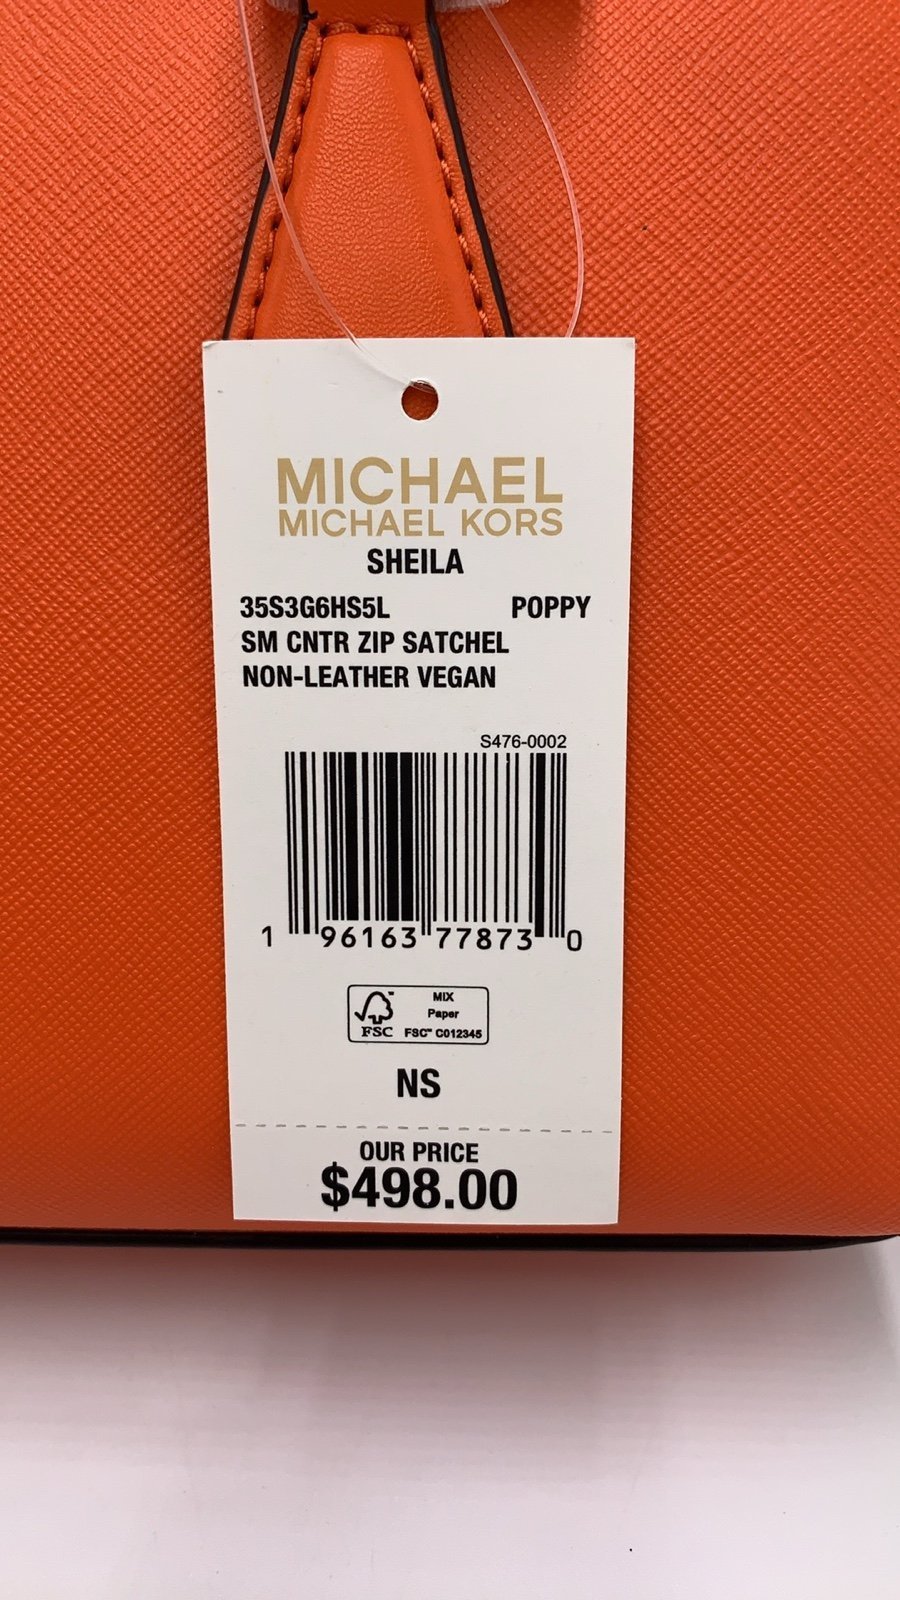 MICHAEL
MICHAEL KORS
SHEILA
35S3G6HS5L POPPY
SM CNTR ZIP SATCHEL
NON-LEATHER VEGAN
S476-0002
1 96163 77873 0
MIX
Paper
FSC FSC™ C012345
NS
OUR PRICE
$498.00